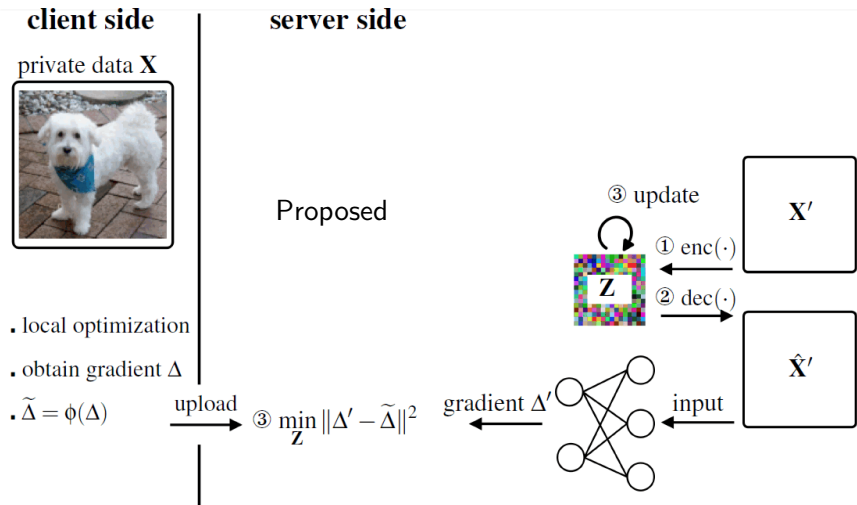 client side
server side
private data X
Proposed
③ update
X′
① enc(·)
Z
② dec(·)
X̂′
. local optimization
. obtain gradient Δ
. Δ̃ = ϕ(Δ)
upload
③ min ‖Δ′ − Δ̃‖²
Z
gradient Δ′
input